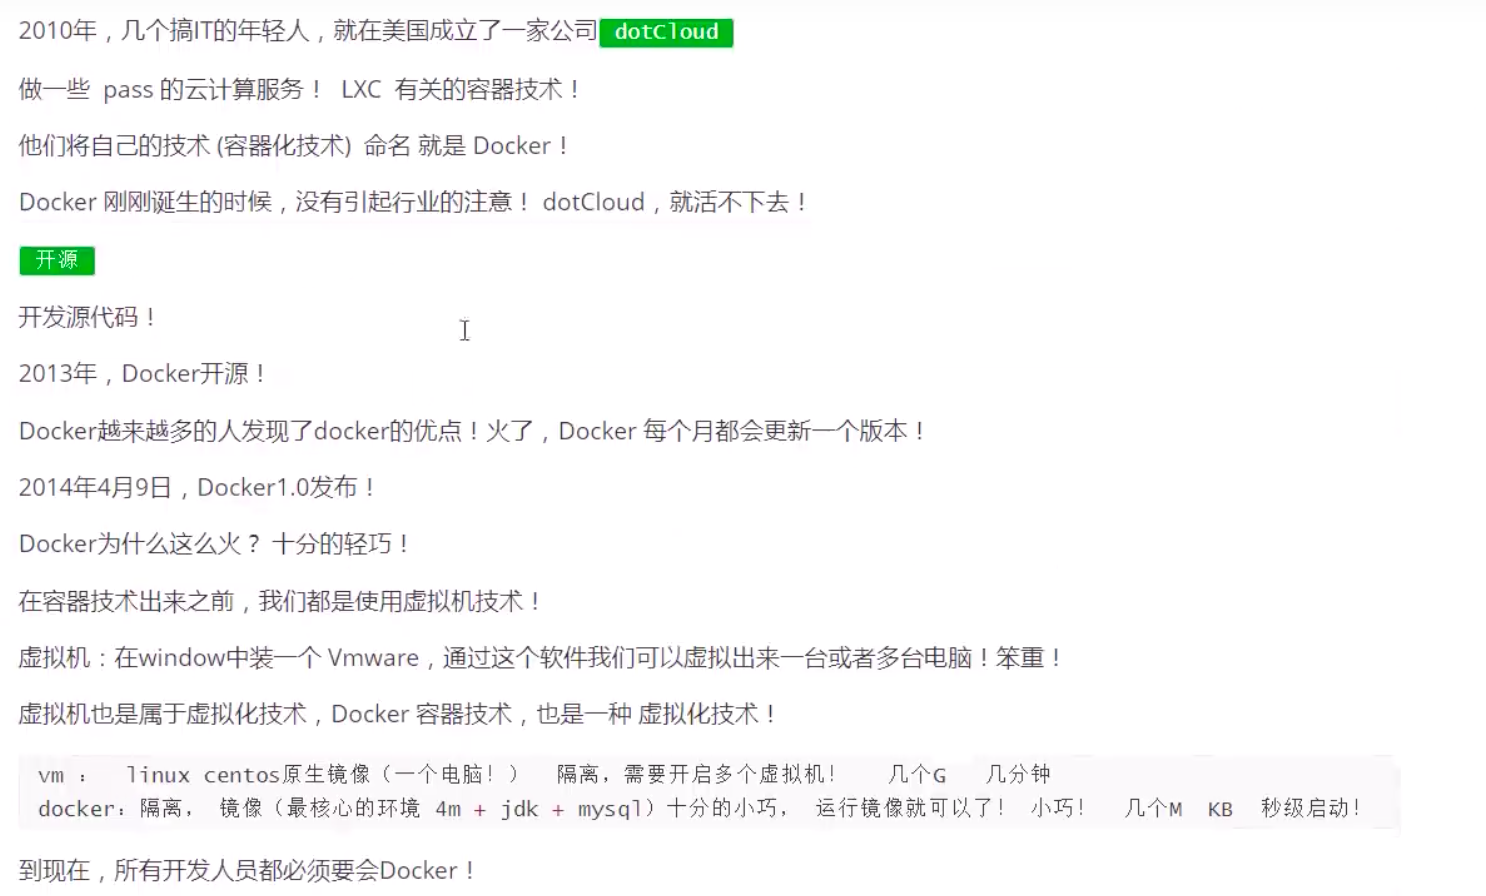 2010年，几个搞IT的年轻人，就在美国成立了一家公司 dotCloud
做一些 pass 的云计算服务！ LXC 有关的容器技术！
他们将自己的技术 (容器化技术) 命名 就是 Docker！
Docker 刚刚诞生的时候，没有引起行业的注意！ dotCloud，就活不下去！
开源
开发源代码！
2013年，Docker开源！
Docker越来越多的人发现了docker的优点！火了，Docker 每个月都会更新一个版本！
2014年4月9日，Docker1.0发布！
Docker为什么这么火？ 十分的轻巧！
在容器技术出来之前，我们都是使用虚拟机技术！
虚拟机：在window中装一个 Vmware，通过这个软件我们可以虚拟出来一台或者多台电脑！笨重！
虚拟机也是属于虚拟化技术，Docker 容器技术，也是一种 虚拟化技术！
vm ： linux centos原生镜像（一个电脑！） 隔离，需要开启多个虚拟机！ 几个G 几分钟
docker：隔离， 镜像（最核心的环境 4m + jdk + mysql）十分的小巧， 运行镜像就可以了！ 小巧！ 几个M KB 秒级启动！
到现在，所有开发人员都必须要会Docker！